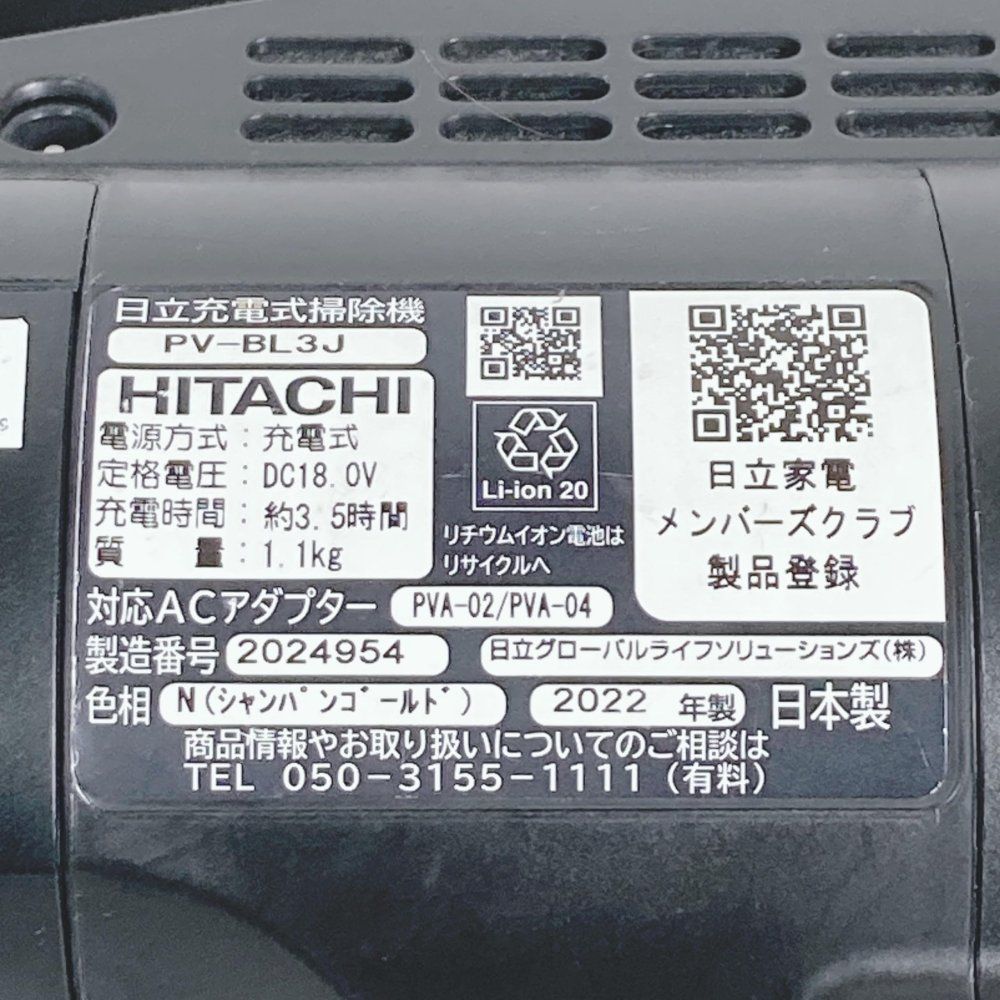 日立充電式掃除機
PV-BL3J
HITACHI
電源方式：充電式
定格電圧：DC18.0V
充電時間：約3.5時間
質　　量：1.1kg
Li-ion 20
リチウムイオン電池は
リサイクルへ
日立家電
メンバーズクラブ
製品登録
対応ACアダプター PVA-02/PVA-04
製造番号 2024954 日立グローバルライフソリューションズ(株)
色相 N(シャンパﾟンゴﾞールドﾞ) 2022 年製 日本製
商品情報やお取り扱いについてのご相談は
TEL 050-3155-1111（有料）